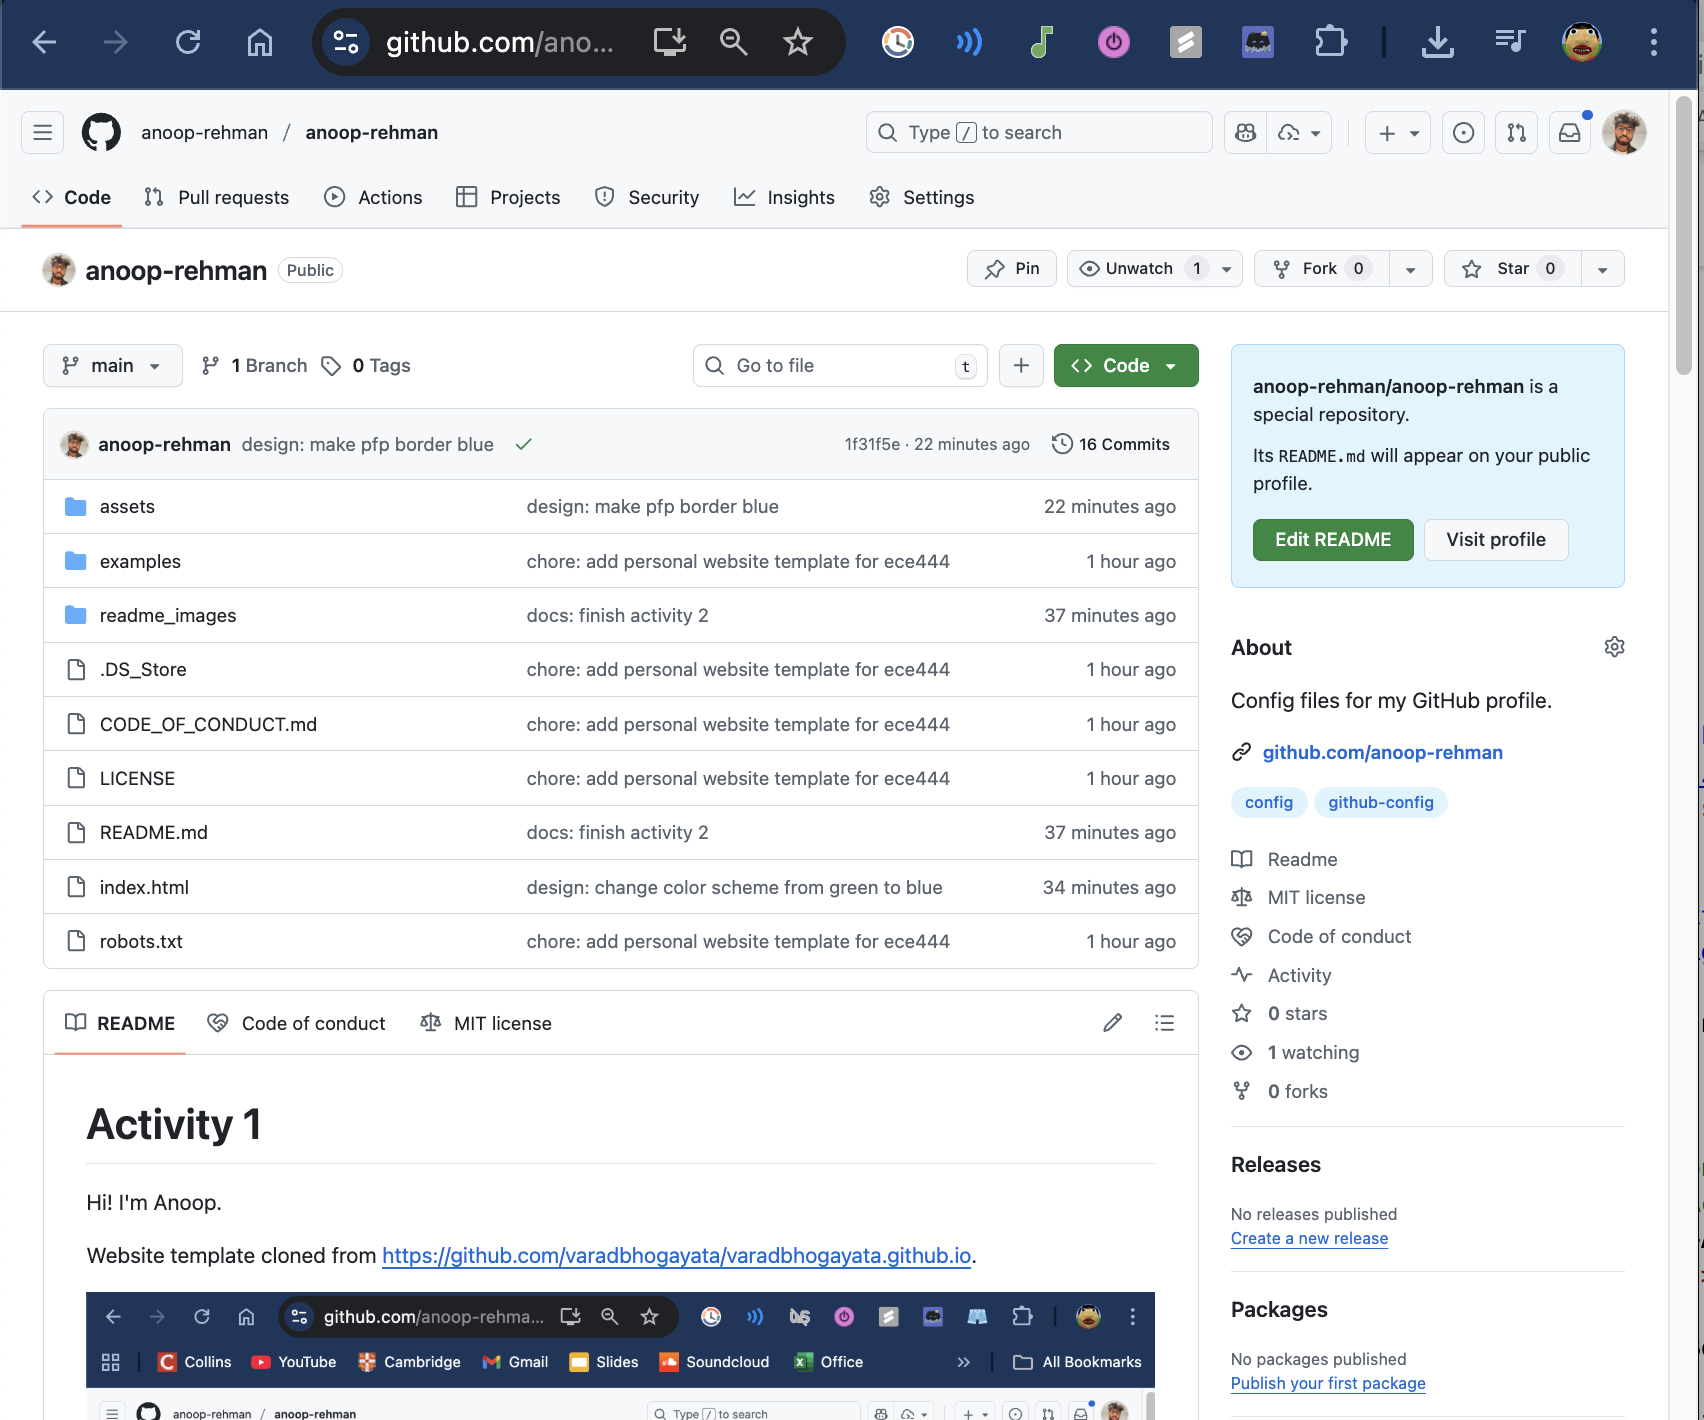 github.com/ano...
anoop-rehman / anoop-rehman
Type / to search
Code Pull requests Actions Projects Security Insights Settings
anoop-rehman Public
Pin Unwatch 1 Fork 0 Star 0
main 1 Branch 0 Tags
Go to file t
Code
anoop-rehman design: make pfp border blue 1f31f5e · 22 minutes ago 16 Commits
assets design: make pfp border blue 22 minutes ago
examples chore: add personal website template for ece444 1 hour ago
readme_images docs: finish activity 2 37 minutes ago
.DS_Store chore: add personal website template for ece444 1 hour ago
CODE_OF_CONDUCT.md chore: add personal website template for ece444 1 hour ago
LICENSE chore: add personal website template for ece444 1 hour ago
README.md docs: finish activity 2 37 minutes ago
index.html design: change color scheme from green to blue 34 minutes ago
robots.txt chore: add personal website template for ece444 1 hour ago
README Code of conduct MIT license
Activity 1
Hi! I'm Anoop.
Website template cloned from https://github.com/varadbhogayata/varadbhogayata.github.io.
github.com/anoop-rehma...
Collins YouTube Cambridge Gmail Slides Soundcloud Office » All Bookmarks
anoop-rehman / anoop-rehman Type / to search
anoop-rehman/anoop-rehman is a
special repository.
Its README.md will appear on your public
profile.
Edit README Visit profile
About
Config files for my GitHub profile.
github.com/anoop-rehman
config github-config
Readme
MIT license
Code of conduct
Activity
0 stars
1 watching
0 forks
Releases
No releases published
Create a new release
Packages
No packages published
Publish your first package